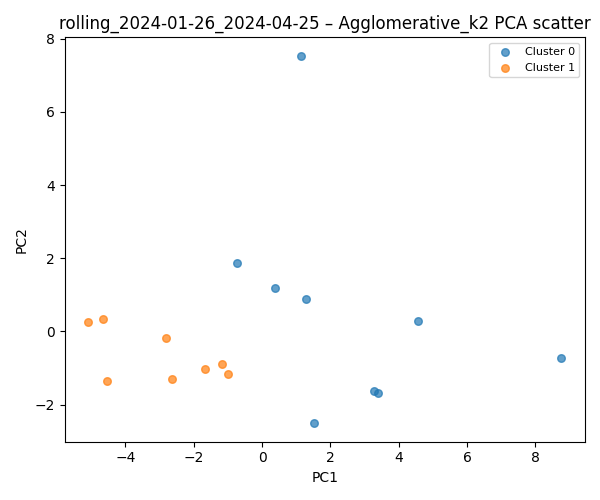 rolling_2024-01-26_2024-04-25 – Agglomerative_k2 PCA scatter
Cluster 0
Cluster 1
8
6
4
2
0
−2
PC2
−4
−2
0
2
4
6
8
PC1